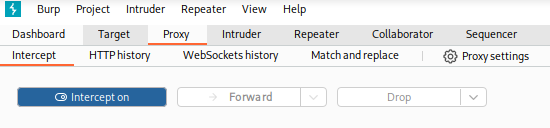 Burp Project Intruder Repeater View Help
Dashboard Target Proxy Intruder Repeater Collaborator Sequencer
Intercept HTTP history WebSockets history Match and replace Proxy settings
Intercept on Forward Drop